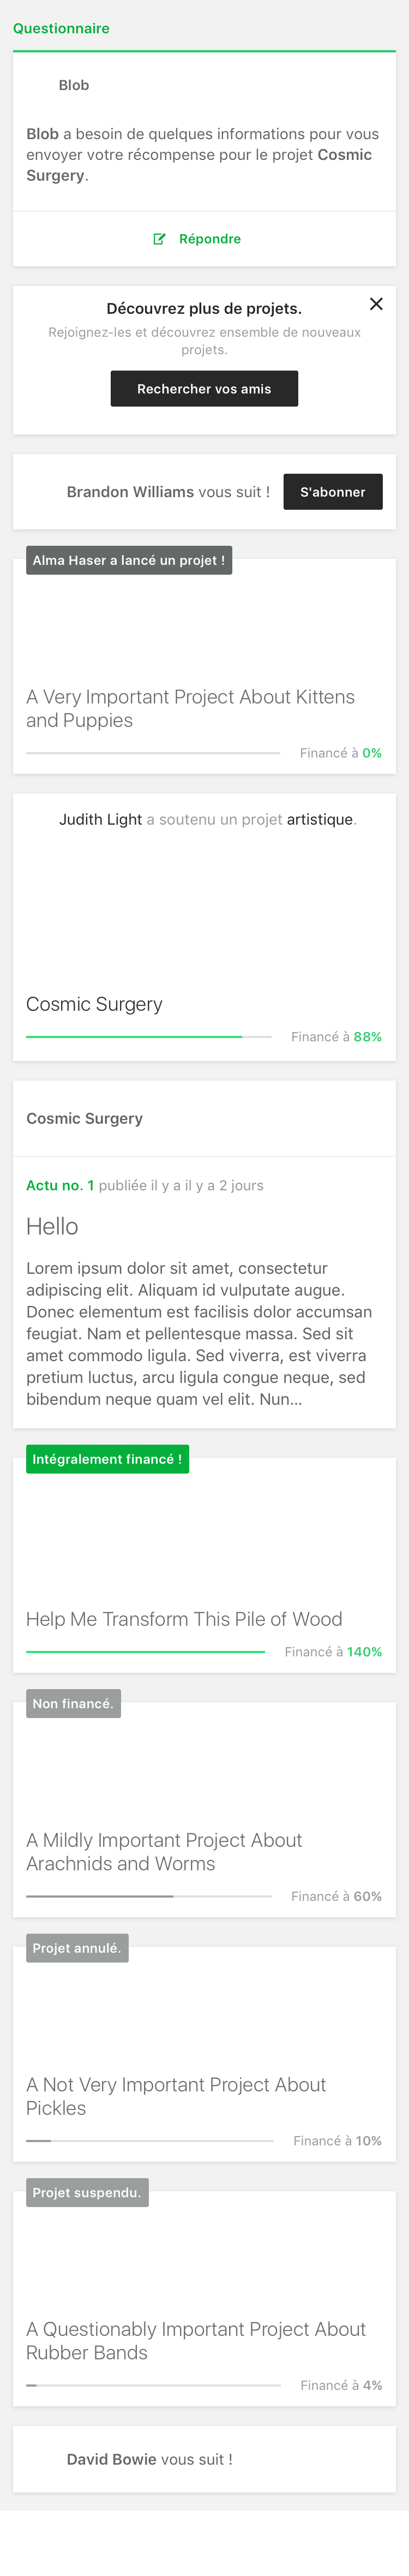 Questionnaire
Blob
Blob a besoin de quelques informations pour vous
envoyer votre récompense pour le projet Cosmic
Surgery.
Répondre
Découvrez plus de projets.
Rejoignez-les et découvrez ensemble de nouveaux
projets.
Rechercher vos amis
Brandon Williams vous suit !
S'abonner
Alma Haser a lancé un projet !
A Very Important Project About Kittens
and Puppies
Financé à 0%
Judith Light a soutenu un projet artistique.
Cosmic Surgery
Financé à 88%
Cosmic Surgery
Actu no. 1 publiée il y a il y a 2 jours
Hello
Lorem ipsum dolor sit amet, consectetur
adipiscing elit. Aliquam id vulputate augue.
Donec elementum est facilisis dolor accumsan
feugiat. Nam et pellentesque massa. Sed sit
amet commodo ligula. Sed viverra, est viverra
pretium luctus, arcu ligula congue neque, sed
bibendum neque quam vel elit. Nun...
Intégralement financé !
Help Me Transform This Pile of Wood
Financé à 140%
Non financé.
A Mildly Important Project About
Arachnids and Worms
Financé à 60%
Projet annulé.
A Not Very Important Project About
Pickles
Financé à 10%
Projet suspendu.
A Questionably Important Project About
Rubber Bands
Financé à 4%
David Bowie vous suit !